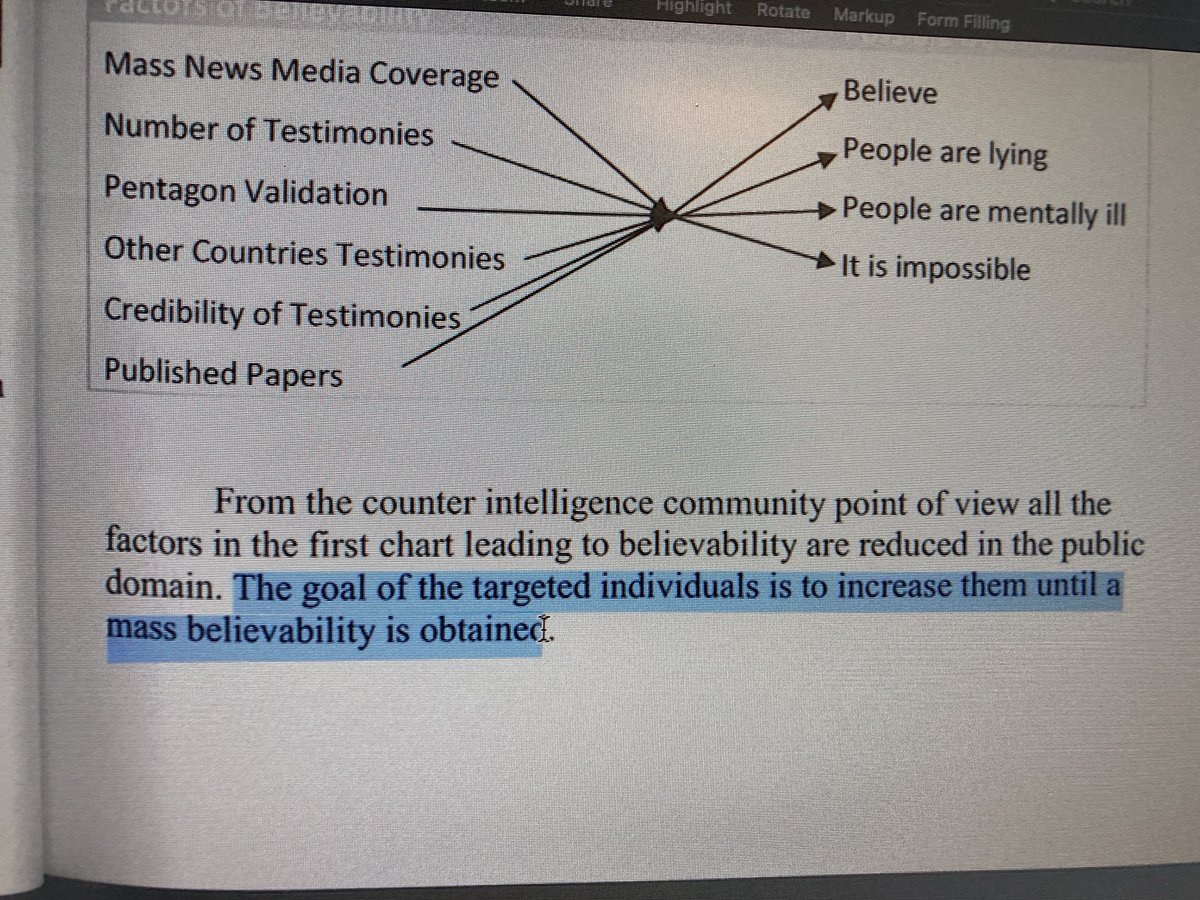 Factors of Believability
Highlight Rotate Markup Form Filling
Mass News Media Coverage
Number of Testimonies
Pentagon Validation
Other Countries Testimonies
Credibility of Testimonies
Published Papers
Believe
People are lying
People are mentally ill
It is impossible
From the counter intelligence community point of view all the
factors in the first chart leading to believability are reduced in the public
domain. The goal of the targeted individuals is to increase them until a
mass believability is obtained.